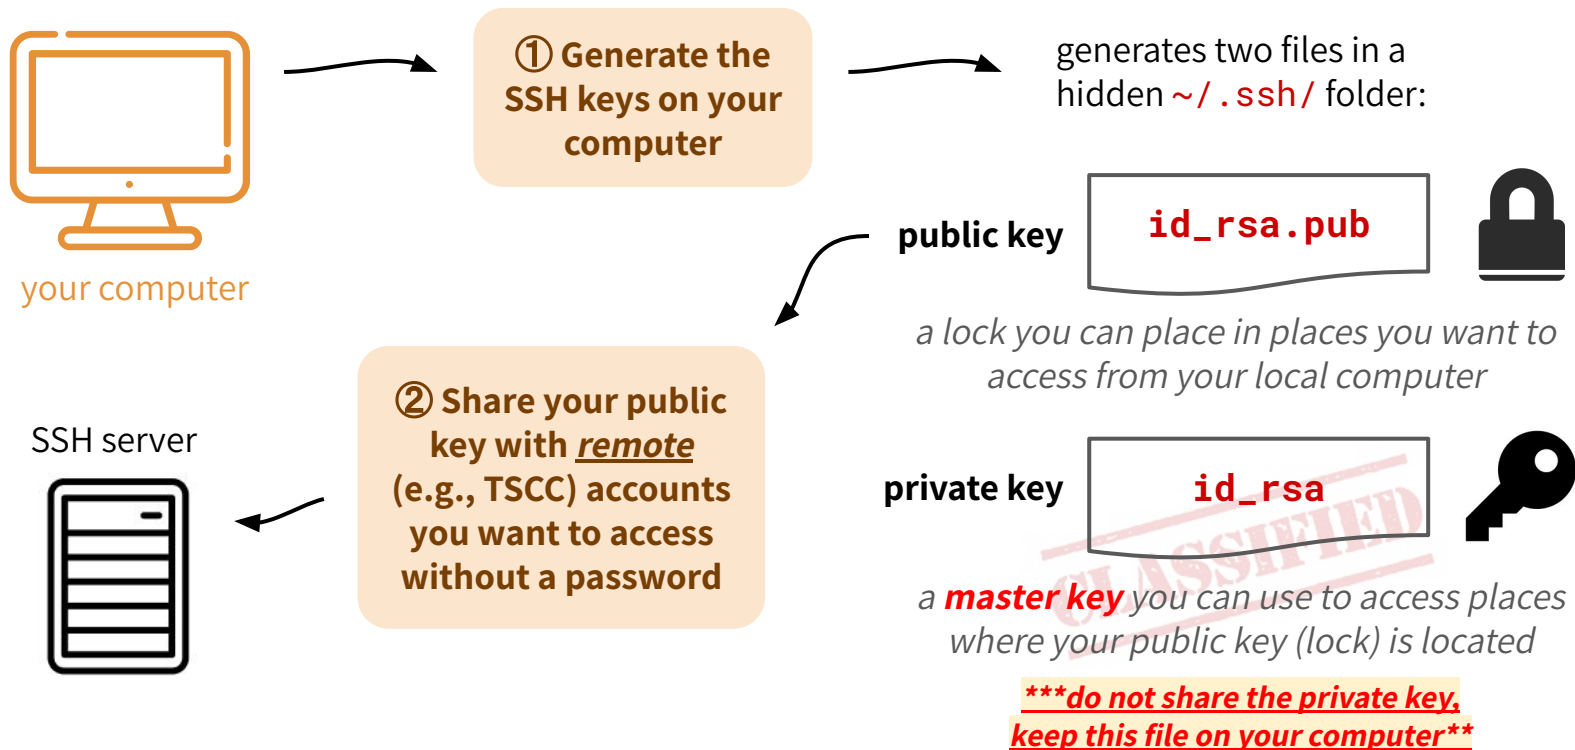 ① Generate the
SSH keys on your
computer
generates two files in a
hidden ~/.ssh/ folder:
your computer
public key
id_rsa.pub
a lock you can place in places you want to
access from your local computer
② Share your public
key with remote
(e.g., TSCC) accounts
you want to access
without a password
SSH server
private key
id_rsa
CLASSIFIED
a master key you can use to access places
where your public key (lock) is located
***do not share the private key,
keep this file on your computer**